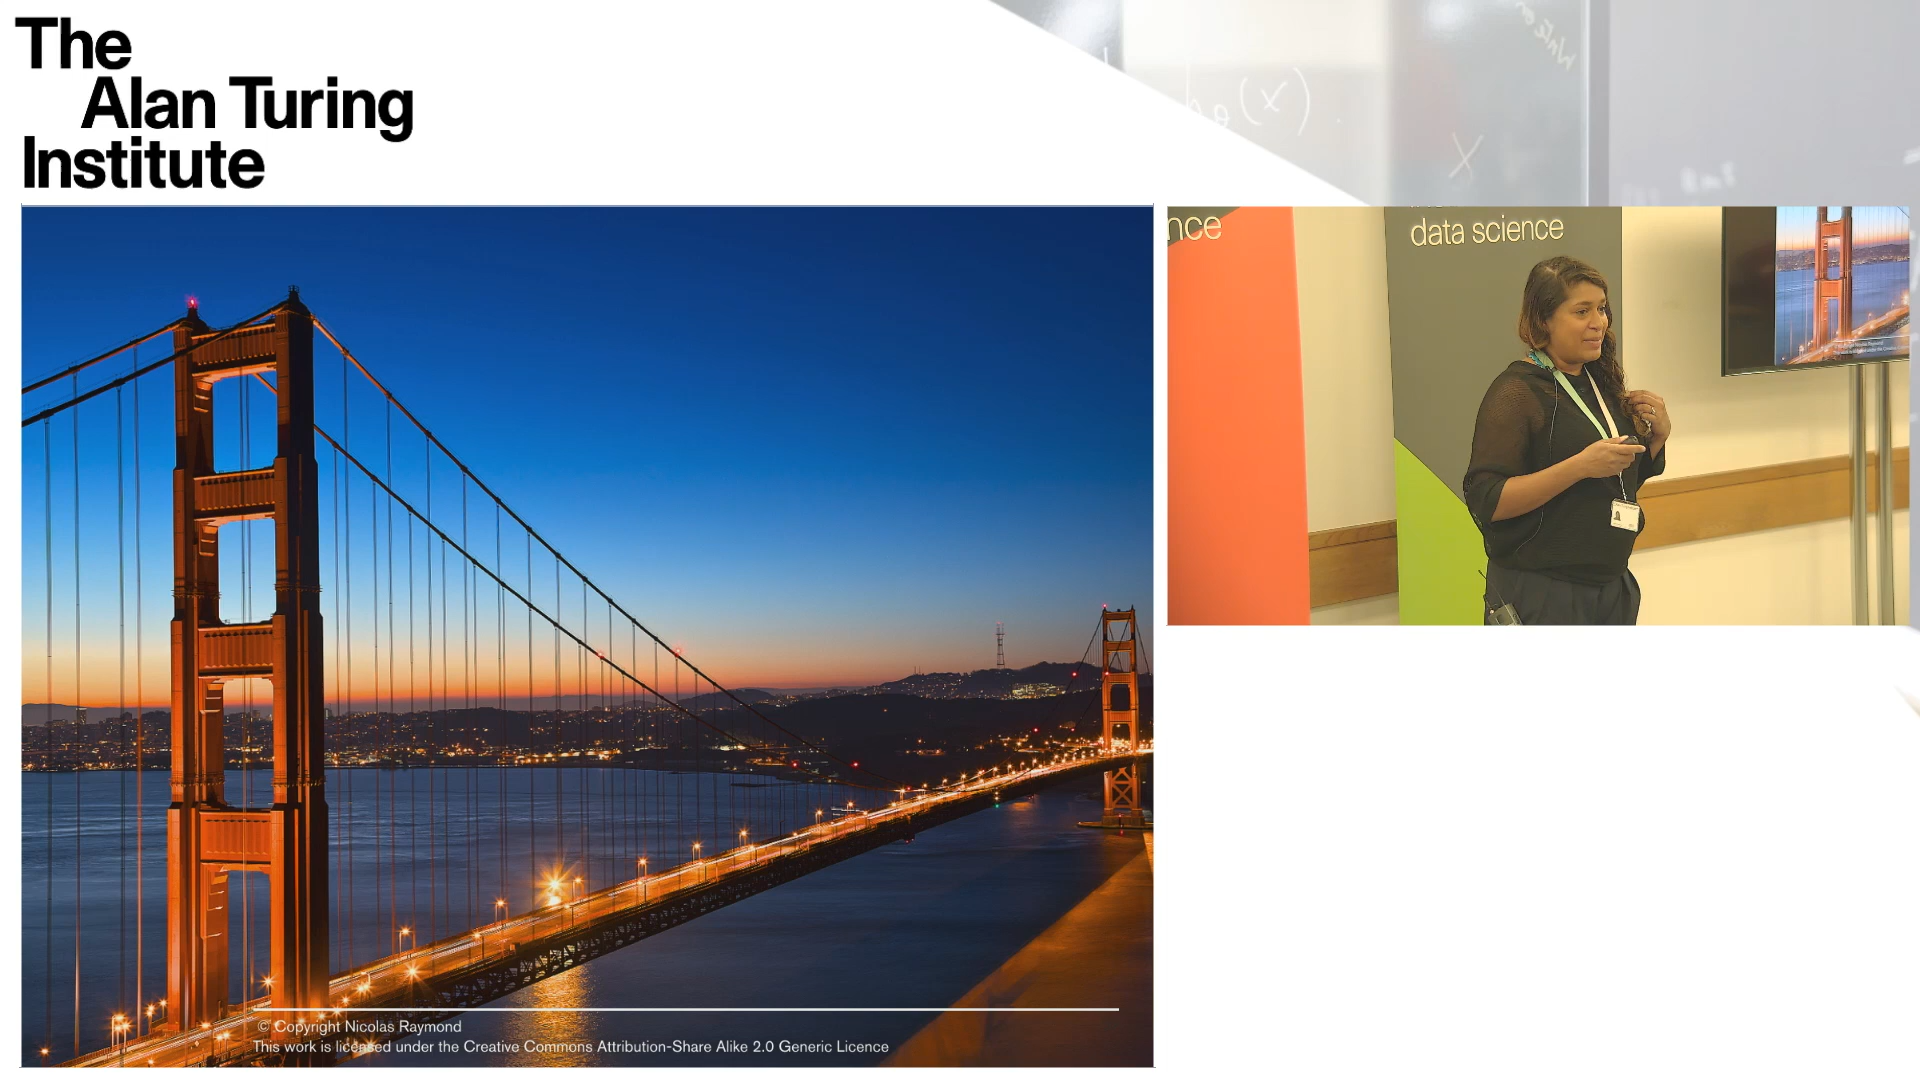 The
Alan Turing
Institute
nce
data science
© Copyright Nicolas Raymond
This work is licensed under the Creative Commons Attribution-Share Alike 2.0 Generic Licence